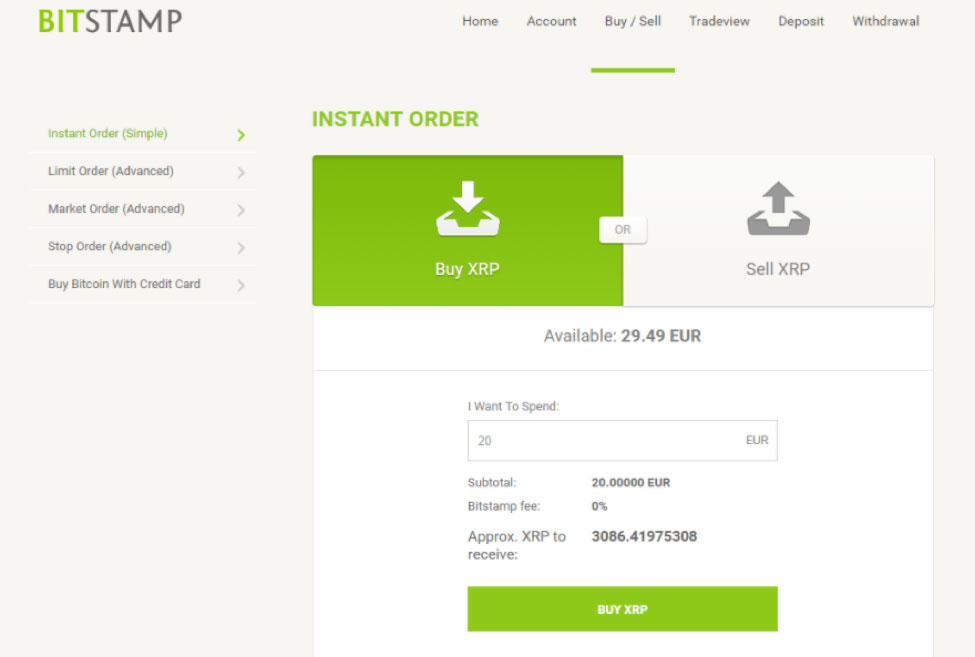 BITSTAMP
Home Account Buy / Sell Tradeview Deposit Withdrawal
Instant Order (Simple)
Limit Order (Advanced)
Market Order (Advanced)
Stop Order (Advanced)
Buy Bitcoin With Credit Card
INSTANT ORDER
Buy XRP
OR
Sell XRP
Available: 29.49 EUR
I Want To Spend:
20 EUR
Subtotal: 20.00000 EUR
Bitstamp fee: 0%
Approx. XRP to 3086.41975308
receive:
BUY XRP